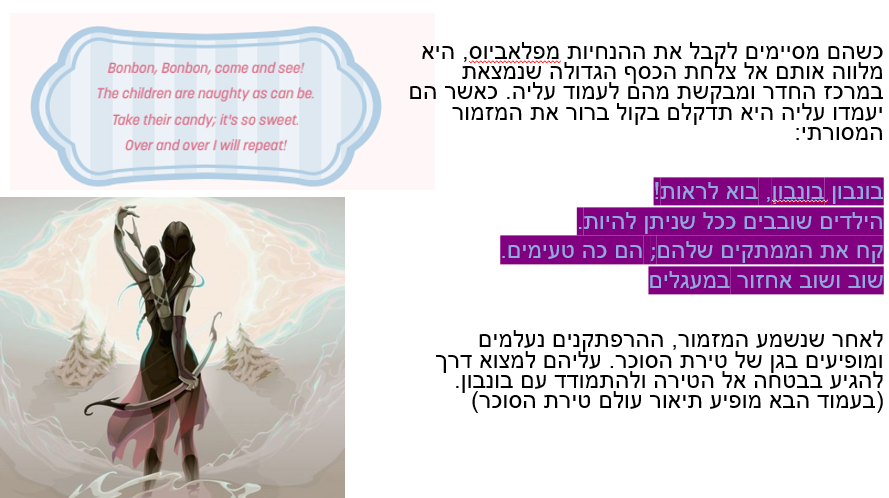 Bonbon, Bonbon, come and see!
The children are naughty as can be.
Take their candy; it's so sweet.
Over and over I will repeat!
כשהם מסיימים לקבל את ההנחיות מפלאביוס, היא
מלווה אותם אל צלחת הכסף הגדולה שנמצאת
במרכז החדר ומבקשת מהם לעמוד עליה. כאשר הם
יעמדו עליה היא תדקלם בקול ברור את המזמור
המסורתי:
בונבון בונבון, בוא לראות!
הילדים שובבים ככל שניתן להיות.
קח את הממתקים שלהם; הם כה טעימים.
שוב ושוב אחזור במעגלים
לאחר שנשמע המזמור, ההרפתקנים נעלמים
ומופיעים בגן של טירת הסוכר. עליהם למצוא דרך
להגיע בבטחה אל הטירה ולהתמודד עם בונבון.
(בעמוד הבא מופיע תיאור עולם טירת הסוכר)